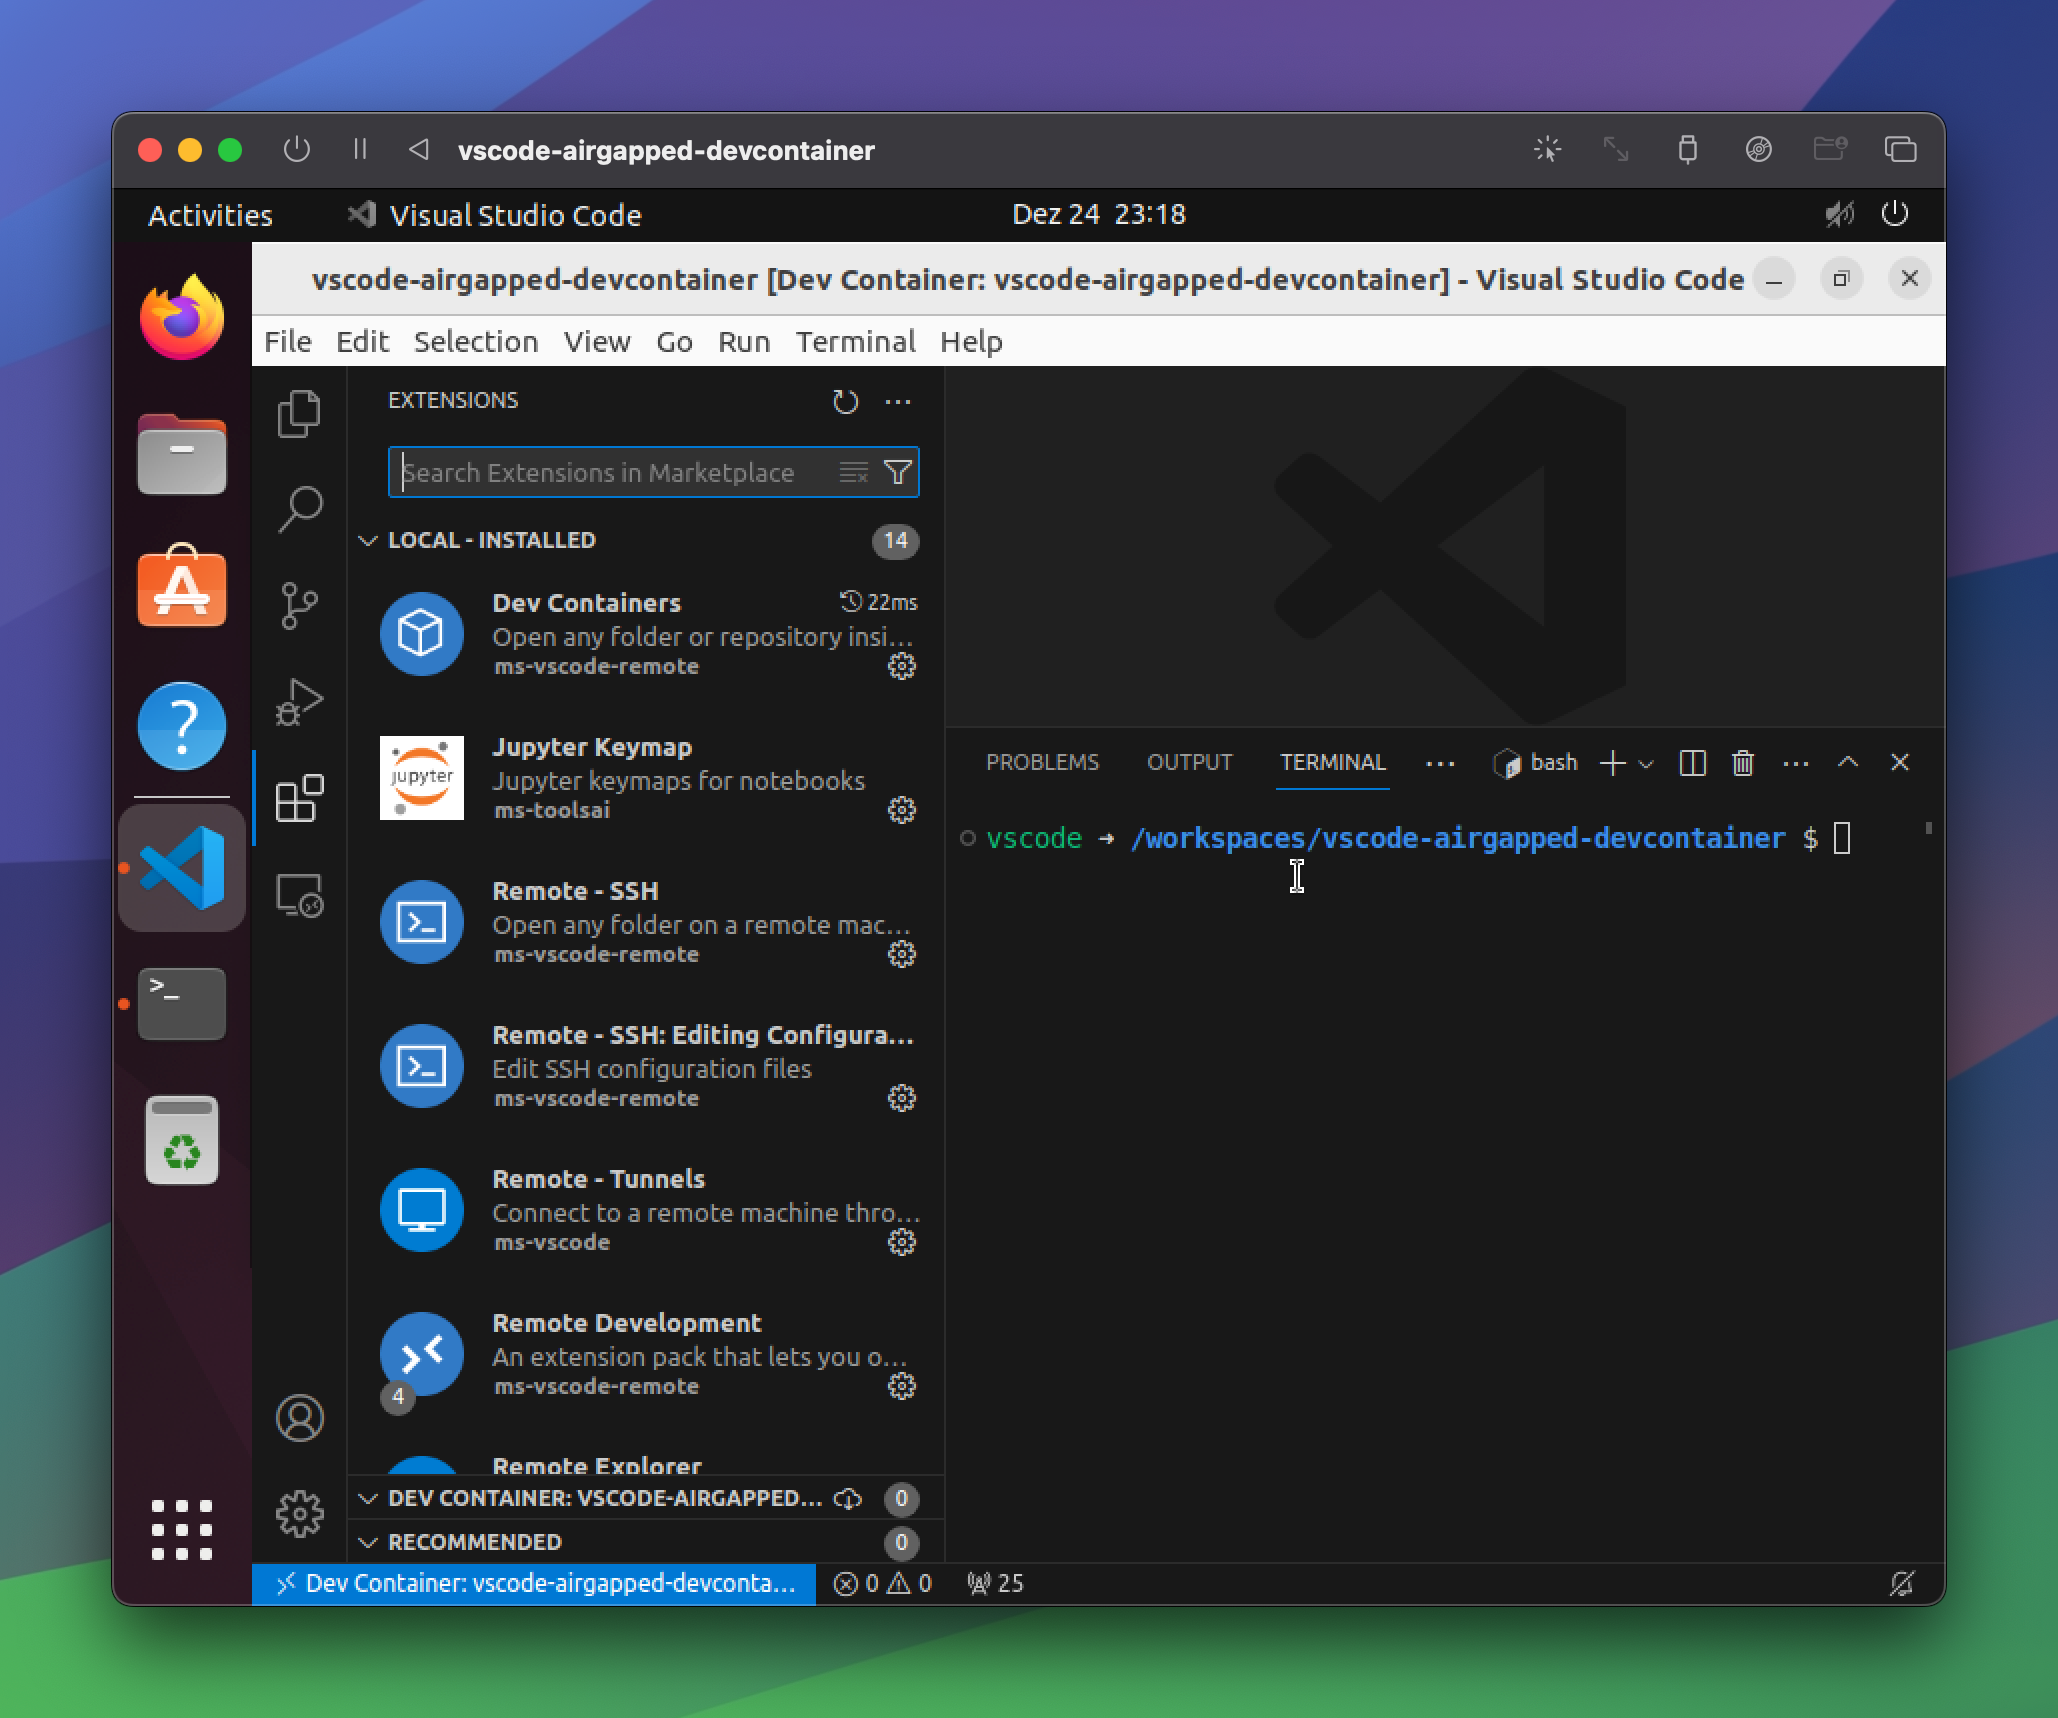 vscode-airgapped-devcontainer
Activities
Visual Studio Code
Dez 24 23:18
vscode-airgapped-devcontainer [Dev Container: vscode-airgapped-devcontainer] - Visual Studio Code
File Edit Selection View Go Run Terminal Help
EXTENSIONS
Search Extensions in Marketplace
LOCAL - INSTALLED
14
Dev Containers
22ms
Open any folder or repository insi...
ms-vscode-remote
jupyter
Jupyter Keymap
Jupyter keymaps for notebooks
ms-toolsai
Remote - SSH
Open any folder on a remote mac...
ms-vscode-remote
Remote - SSH: Editing Configura...
Edit SSH configuration files
ms-vscode-remote
Remote - Tunnels
Connect to a remote machine thro...
ms-vscode
Remote Development
An extension pack that lets you o...
ms-vscode-remote
4
Remote Explorer
DEV CONTAINER: VSCODE-AIRGAPPED...
0
RECOMMENDED
0
PROBLEMS OUTPUT TERMINAL ... bash
vscode ➜ /workspaces/vscode-airgapped-devcontainer $
Dev Container: vscode-airgapped-devconta...
0 0
25